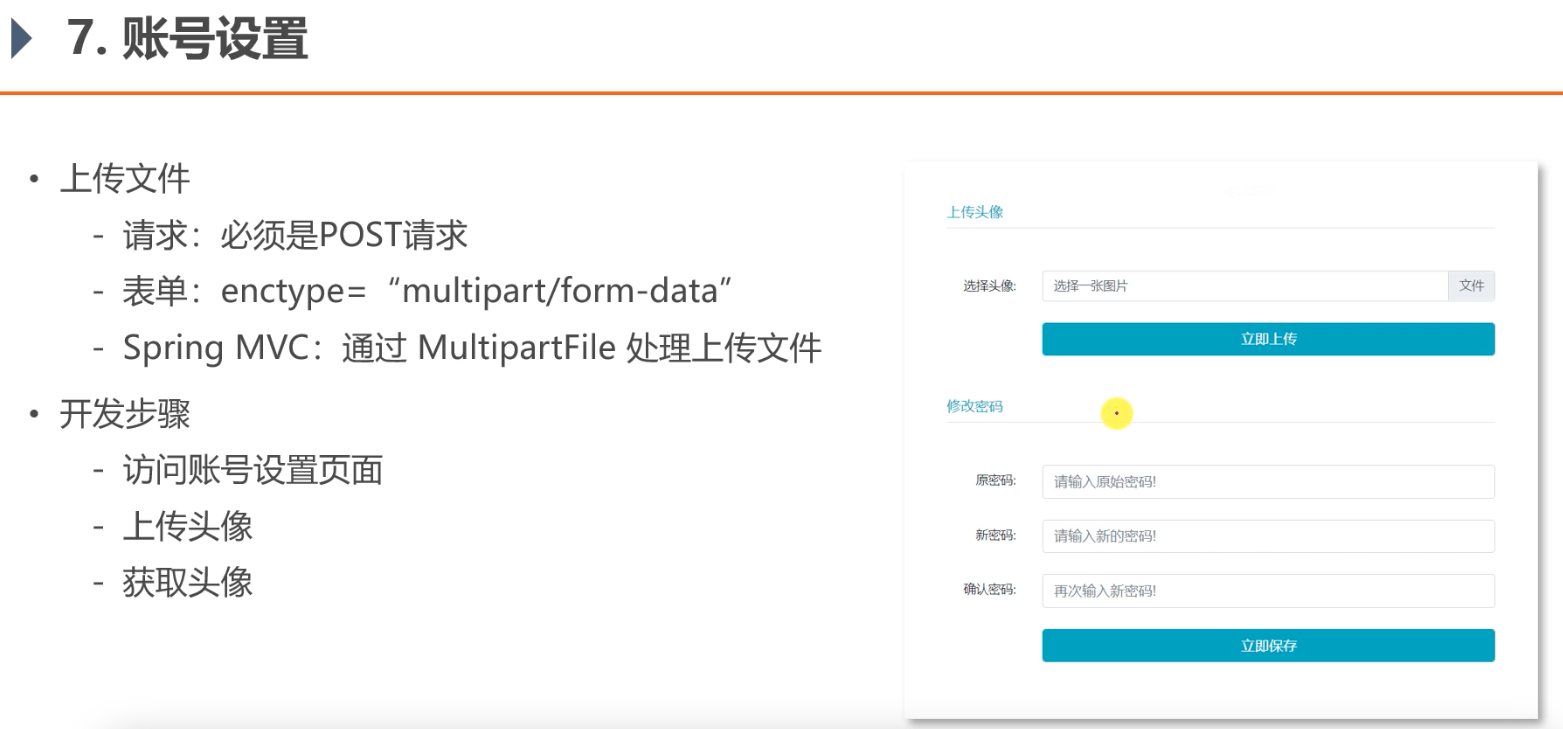 7. 账号设置
• 上传文件
- 请求：必须是POST请求
- 表单：enctype=“multipart/form-data”
- Spring MVC：通过 MultipartFile 处理上传文件
• 开发步骤
- 访问账号设置页面
- 上传头像
- 获取头像
上传头像
选择头像: 选择一张图片 文件
立即上传
修改密码
原密码: 请输入原始密码!
新密码: 请输入新的密码!
确认密码: 再次输入新密码!
立即保存